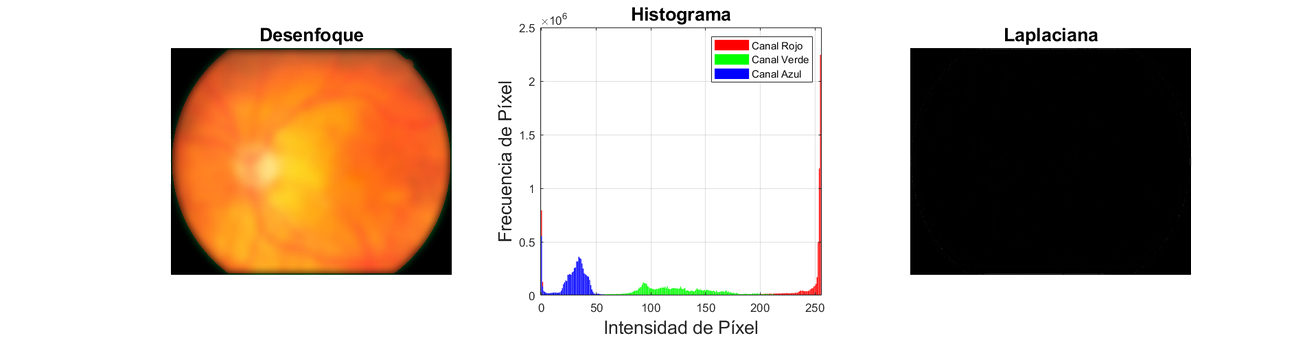 Desenfoque
Histograma
Laplaciana
×10⁶
2.5
2
1.5
1
0.5
0
Frecuencia de Píxel
0 50 100 150 200 250
Intensidad de Píxel
Canal Rojo
Canal Verde
Canal Azul